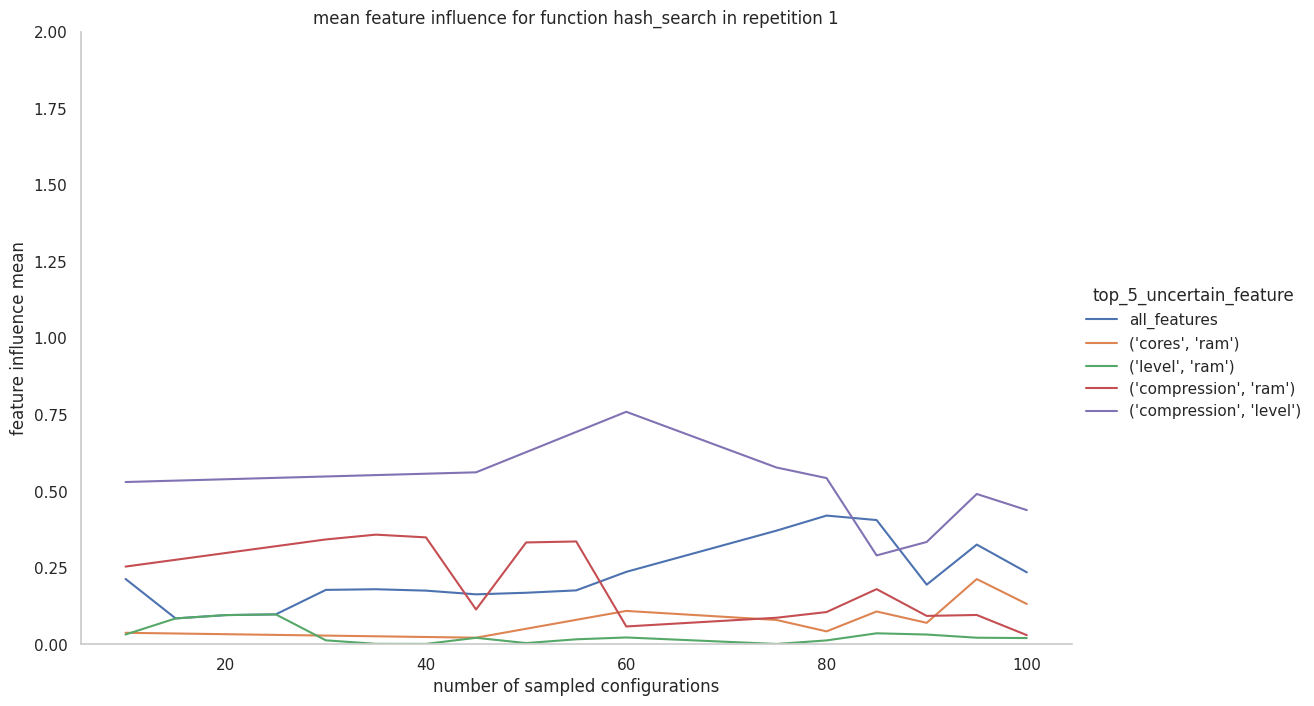 mean feature influence for function hash_search in repetition 1
2.00
1.75
1.50
1.25
1.00
0.75
0.50
0.25
0.00
feature influence mean
20
40
60
80
100
number of sampled configurations
top_5_uncertain_feature
all_features
('cores', 'ram')
('level', 'ram')
('compression', 'ram')
('compression', 'level')